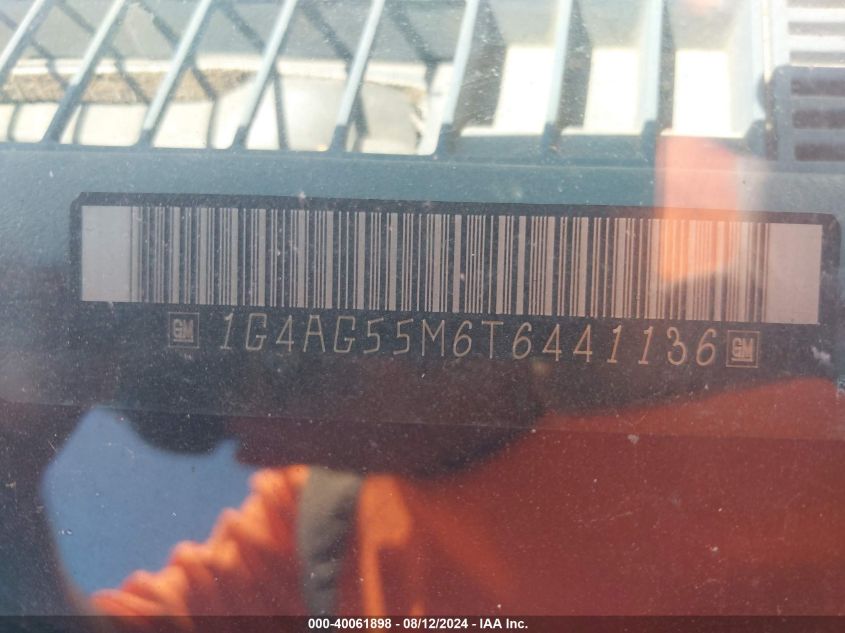 GM 1G4AG55M6T6441136 GM
000-40061898 - 08/12/2024 - IAA Inc.